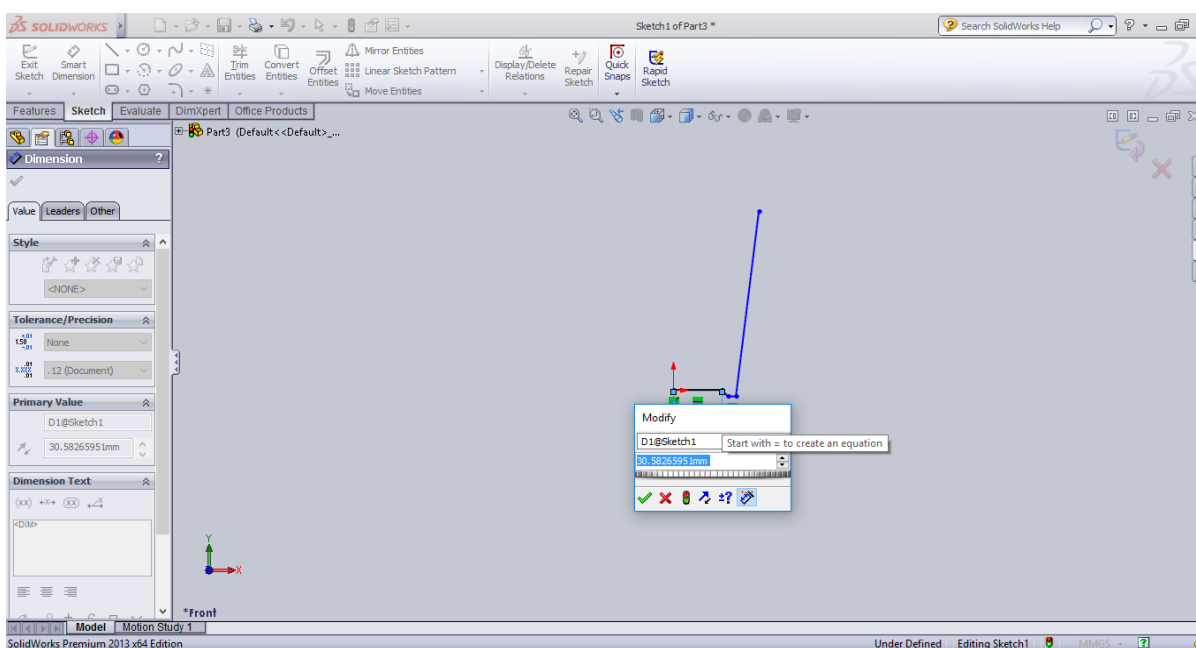 SOLIDWORKS
Sketch1 of Part3 *
Search SolidWorks Help
Exit Sketch
Smart Dimension
Trim Entities
Convert Entities
Offset Entities
Mirror Entities
Linear Sketch Pattern
Move Entities
Display/Delete Relations
Repair Sketch
Quick Snaps
Rapid Sketch
Features Sketch Evaluate DimXpert Office Products
Part3 (Default<<Default>_...
Dimension ?
Value Leaders Other
Style
<NONE>
Tolerance/Precision
None
.12 (Document)
Primary Value
D1@Sketch1
30.58265951mm
Dimension Text
<DIM>
Modify
D1@Sketch1
Start with = to create an equation
30.58265951mm
Y
X
*Front
Model Motion Study 1
SolidWorks Premium 2013 x64 Edition
Under Defined Editing Sketch1 MMGS